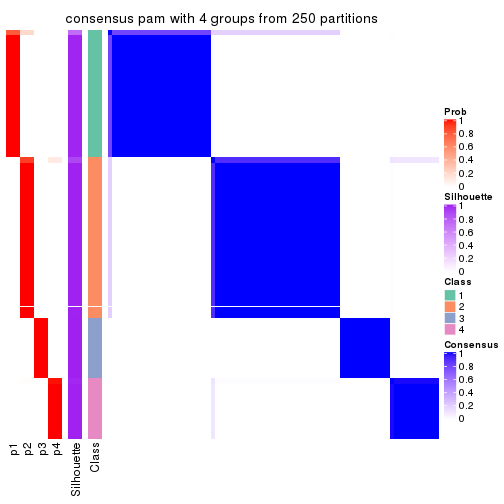 consensus pam with 4 groups from 250 partitions
Prob
1
0.8
0.6
0.4
0.2
0
Silhouette
1
0.8
0.6
0.4
0.2
0
Class
1
2
3
4
Consensus
1
0.8
0.6
0.4
0.2
0
p1
p2
p3
p4
Silhouette
Class